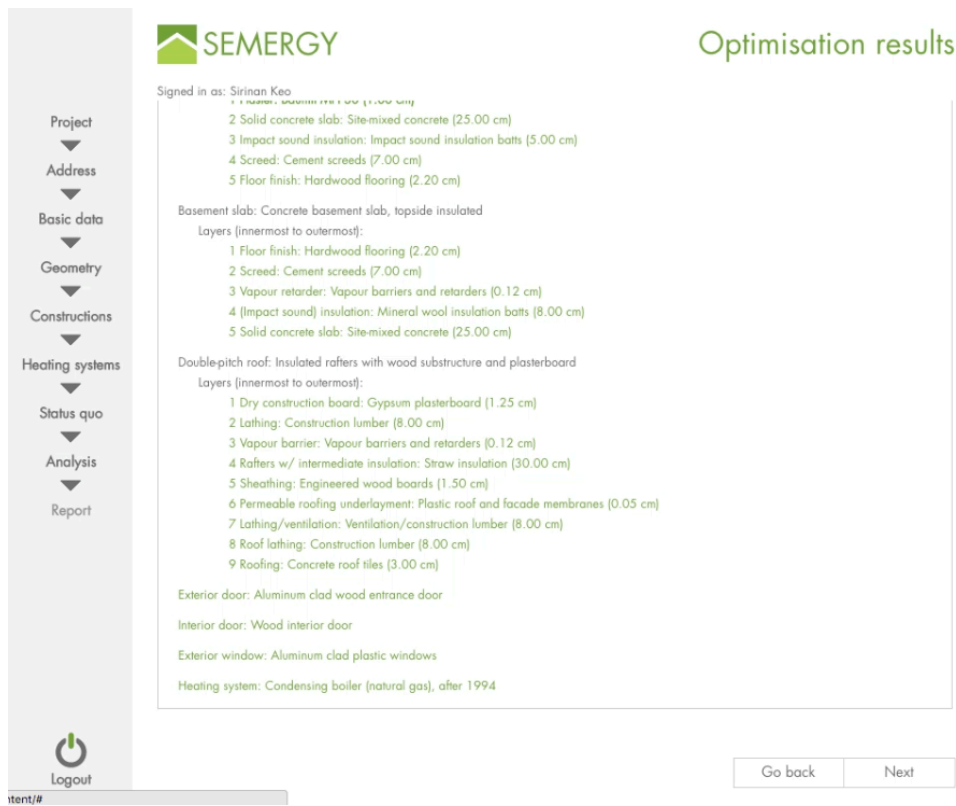 SEMERGY
Optimisation results
Signed in as: Sirinan Keo
Project
Address
Basic data
Geometry
Constructions
Heating systems
Status quo
Analysis
Report
Logout
2 Solid concrete slab: Site-mixed concrete (25.00 cm)
3 Impact sound insulation: Impact sound insulation batts (5.00 cm)
4 Screed: Cement screeds (7.00 cm)
5 Floor finish: Hardwood flooring (2.20 cm)
Basement slab: Concrete basement slab, topside insulated
Layers (innermost to outermost):
1 Floor finish: Hardwood flooring (2.20 cm)
2 Screed: Cement screeds (7.00 cm)
3 Vapour retarder: Vapour barriers and retarders (0.12 cm)
4 (Impact sound) insulation: Mineral wool insulation batts (8.00 cm)
5 Solid concrete slab: Site-mixed concrete (25.00 cm)
Double-pitch roof: Insulated rafters with wood substructure and plasterboard
Layers (innermost to outermost):
1 Dry construction board: Gypsum plasterboard (1.25 cm)
2 Lathing: Construction lumber (8.00 cm)
3 Vapour barrier: Vapour barriers and retarders (0.12 cm)
4 Rafters w/ intermediate insulation: Straw insulation (30.00 cm)
5 Sheathing: Engineered wood boards (1.50 cm)
6 Permeable roofing underlayment: Plastic roof and facade membranes (0.05 cm)
7 Lathing/ventilation: Ventilation/construction lumber (8.00 cm)
8 Roof lathing: Construction lumber (8.00 cm)
9 Roofing: Concrete roof tiles (3.00 cm)
Exterior door: Aluminum clad wood entrance door
Interior door: Wood interior door
Exterior window: Aluminum clad plastic windows
Heating system: Condensing boiler (natural gas), after 1994
Go back
Next
ntent/#